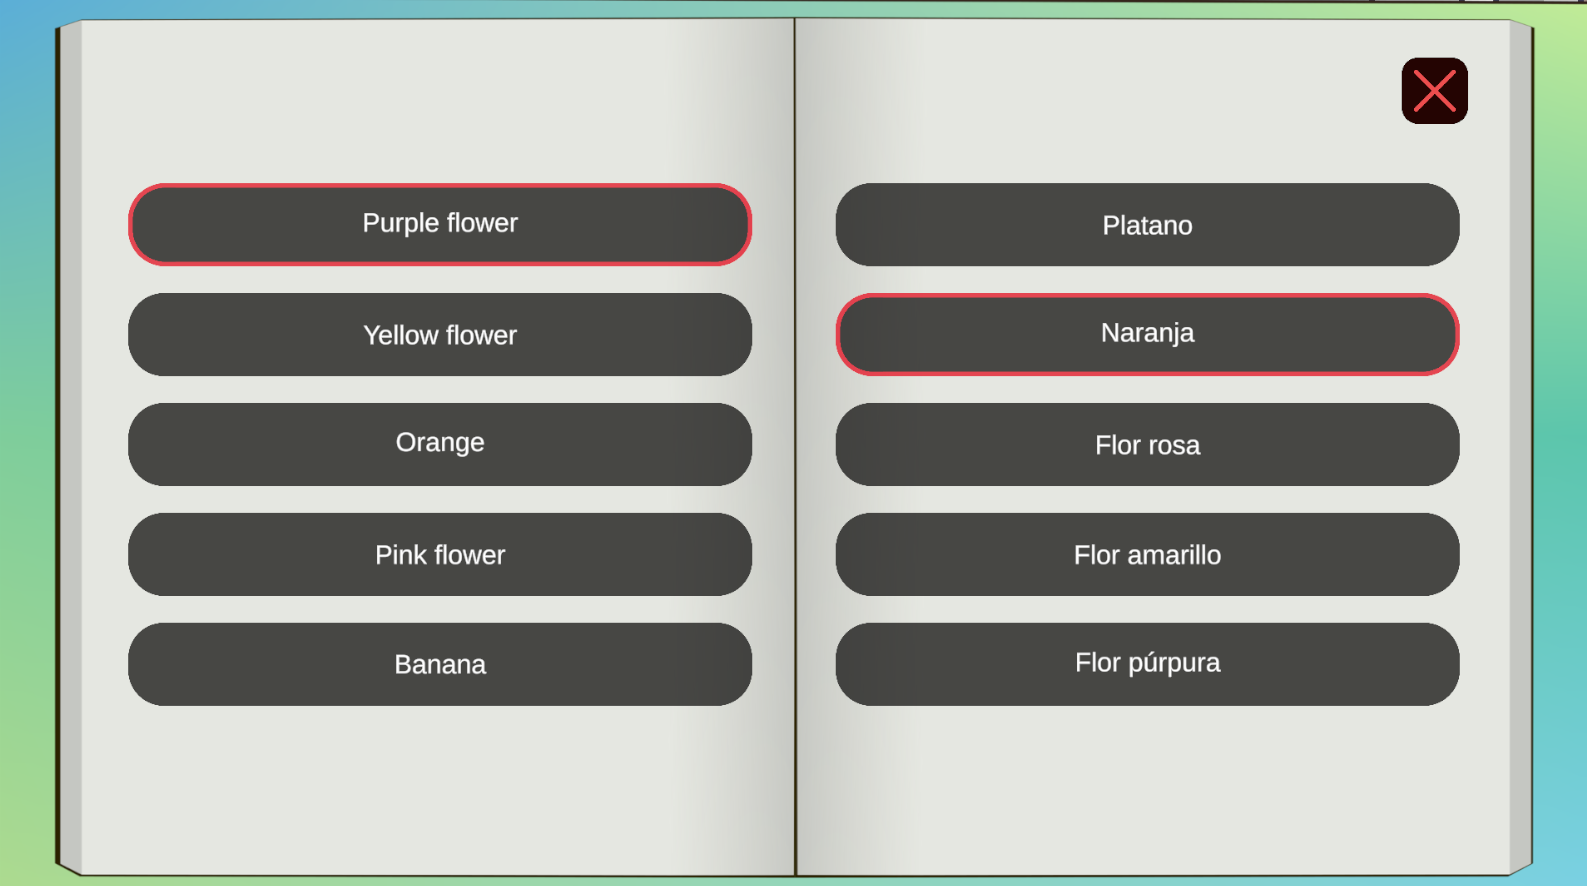 Purple flower
Yellow flower
Orange
Pink flower
Banana
Platano
Naranja
Flor rosa
Flor amarillo
Flor púrpura